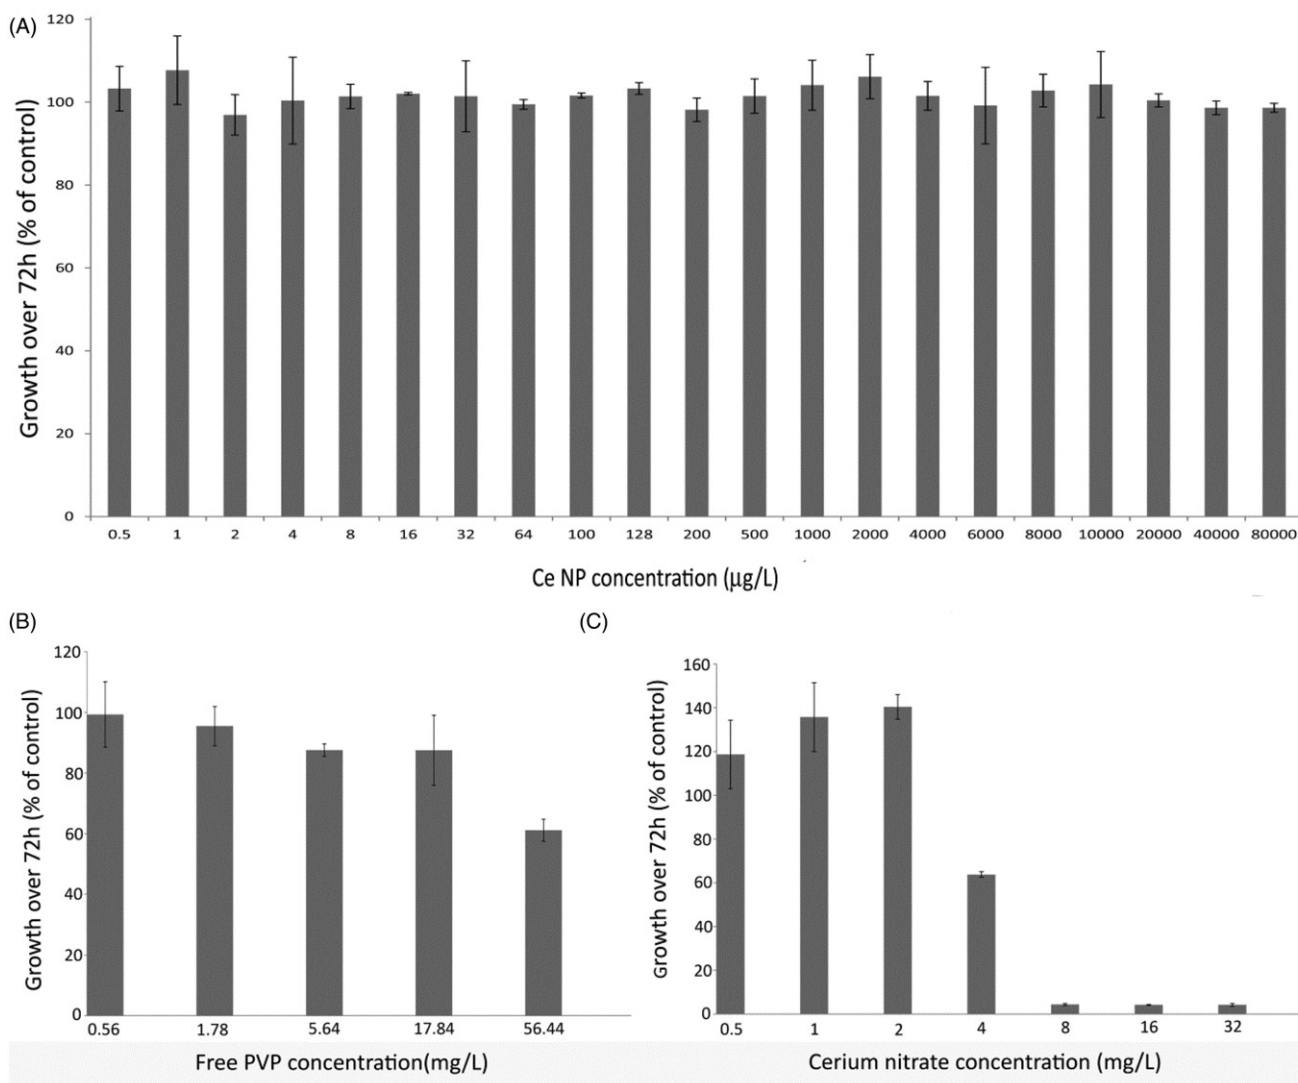 (A)
120
100
80
60
40
20
0
Growth over 72h (% of control)
0.5 1 2 4 8 16 32 64 100 128 200 500 1000 2000 4000 6000 8000 10000 20000 40000 80000
Ce NP concentration (µg/L)
(B)
120
100
80
60
40
20
0
Growth over 72h (% of control)
0.56 1.78 5.64 17.84 56.44
Free PVP concentration(mg/L)
(C)
160
140
120
100
80
60
40
20
0
Growth over 72h (% of control)
0.5 1 2 4 8 16 32
Cerium nitrate concentration (mg/L)